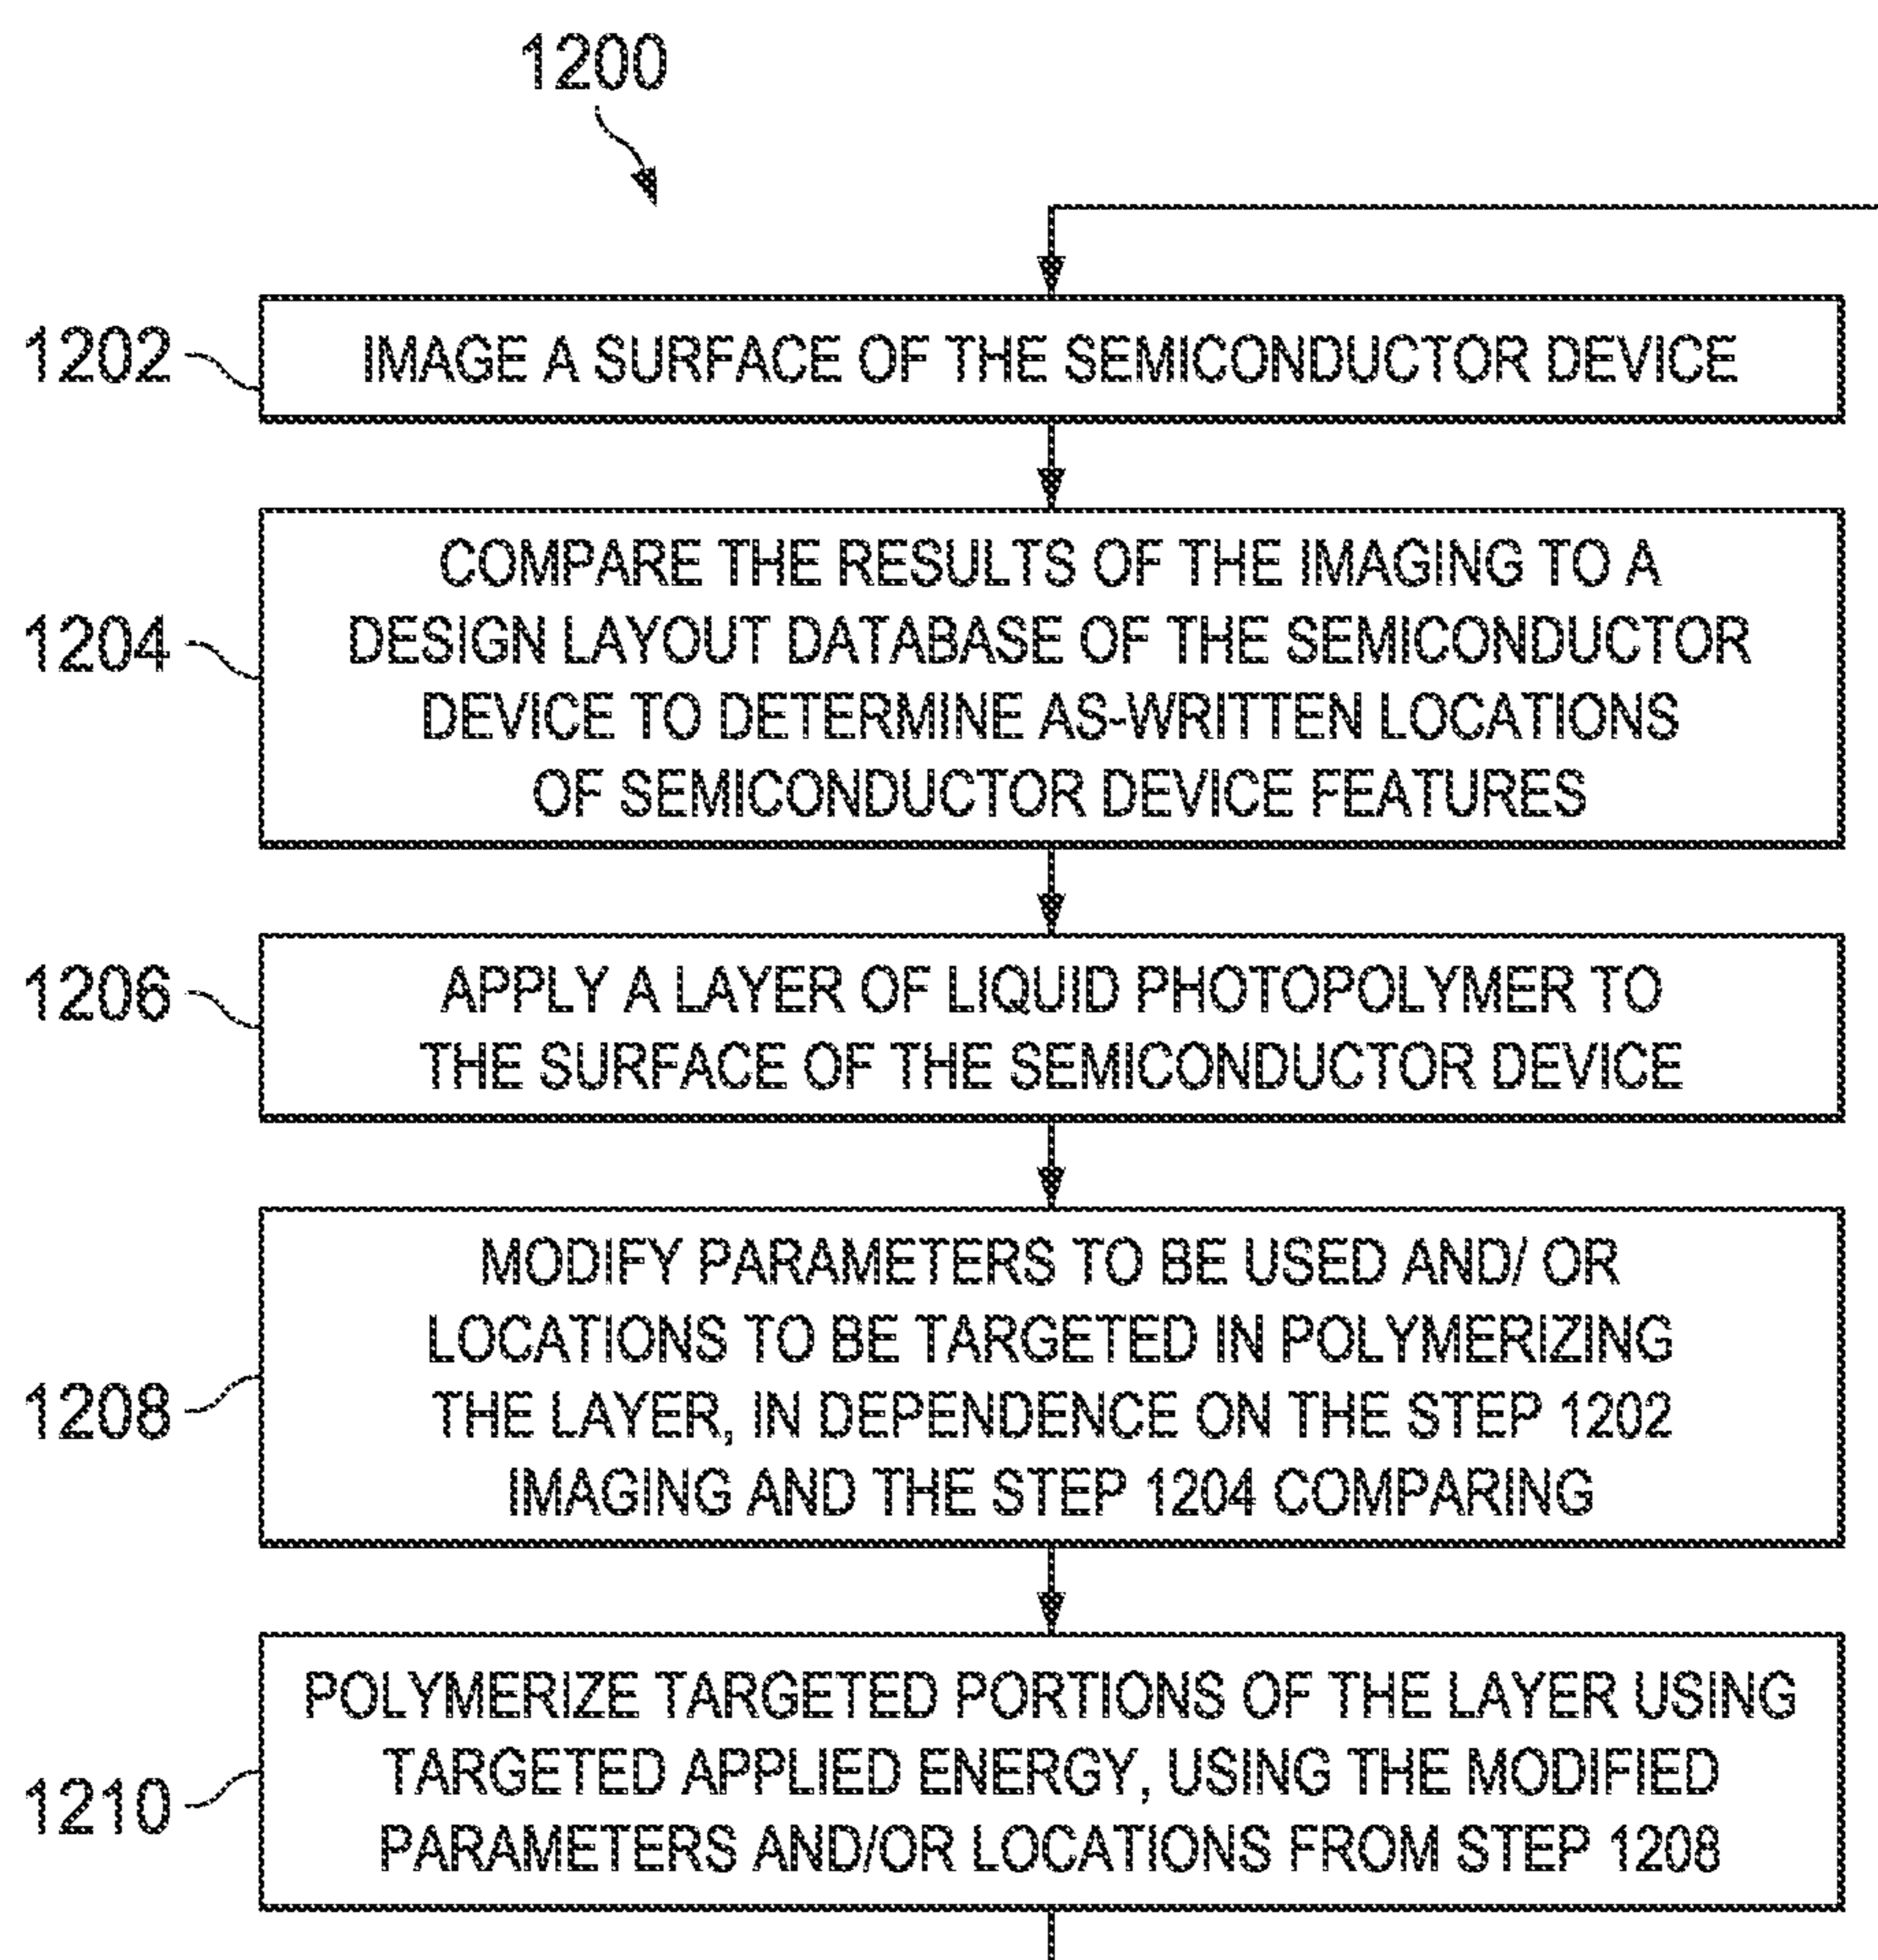 1200
1202
IMAGE A SURFACE OF THE SEMICONDUCTOR DEVICE
1204
COMPARE THE RESULTS OF THE IMAGING TO A
DESIGN LAYOUT DATABASE OF THE SEMICONDUCTOR
DEVICE TO DETERMINE AS-WRITTEN LOCATIONS
OF SEMICONDUCTOR DEVICE FEATURES
1206
APPLY A LAYER OF LIQUID PHOTOPOLYMER TO
THE SURFACE OF THE SEMICONDUCTOR DEVICE
1208
MODIFY PARAMETERS TO BE USED AND/ OR
LOCATIONS TO BE TARGETED IN POLYMERIZING
THE LAYER, IN DEPENDENCE ON THE STEP 1202
IMAGING AND THE STEP 1204 COMPARING
1210
POLYMERIZE TARGETED PORTIONS OF THE LAYER USING
TARGETED APPLIED ENERGY, USING THE MODIFIED
PARAMETERS AND/OR LOCATIONS FROM STEP 1208